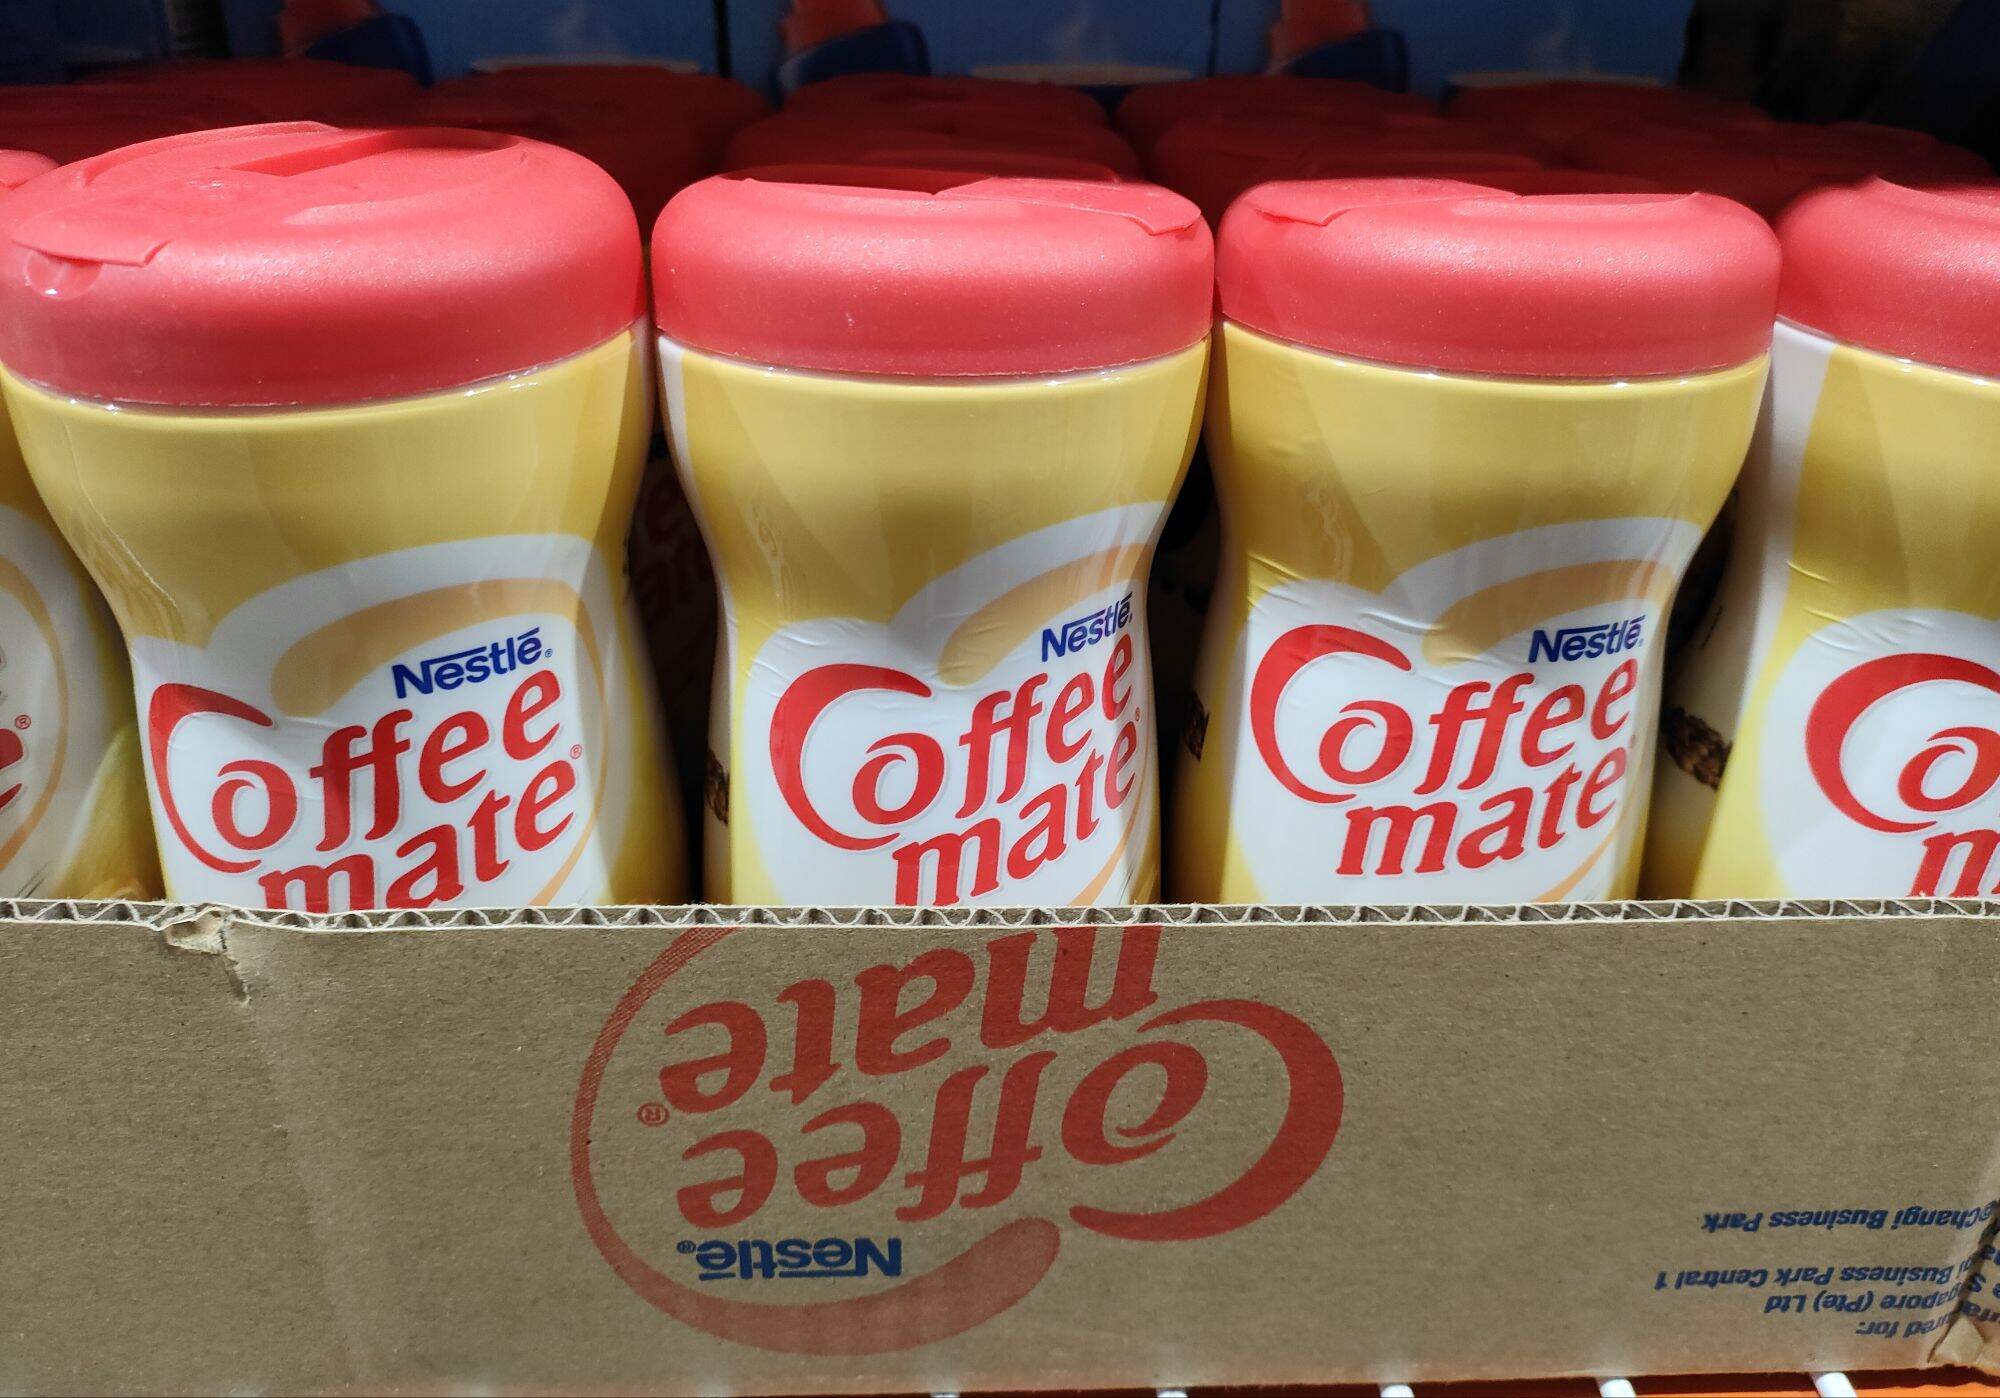 Nestlé
Coffee
mate®
Nestlé
Coffee
mate
Nestlé
Coffee
mate
Nestlé®
Coffee
mate®
Business Park Central 1
@Changi Business Park
(Pte) Ltd
for: